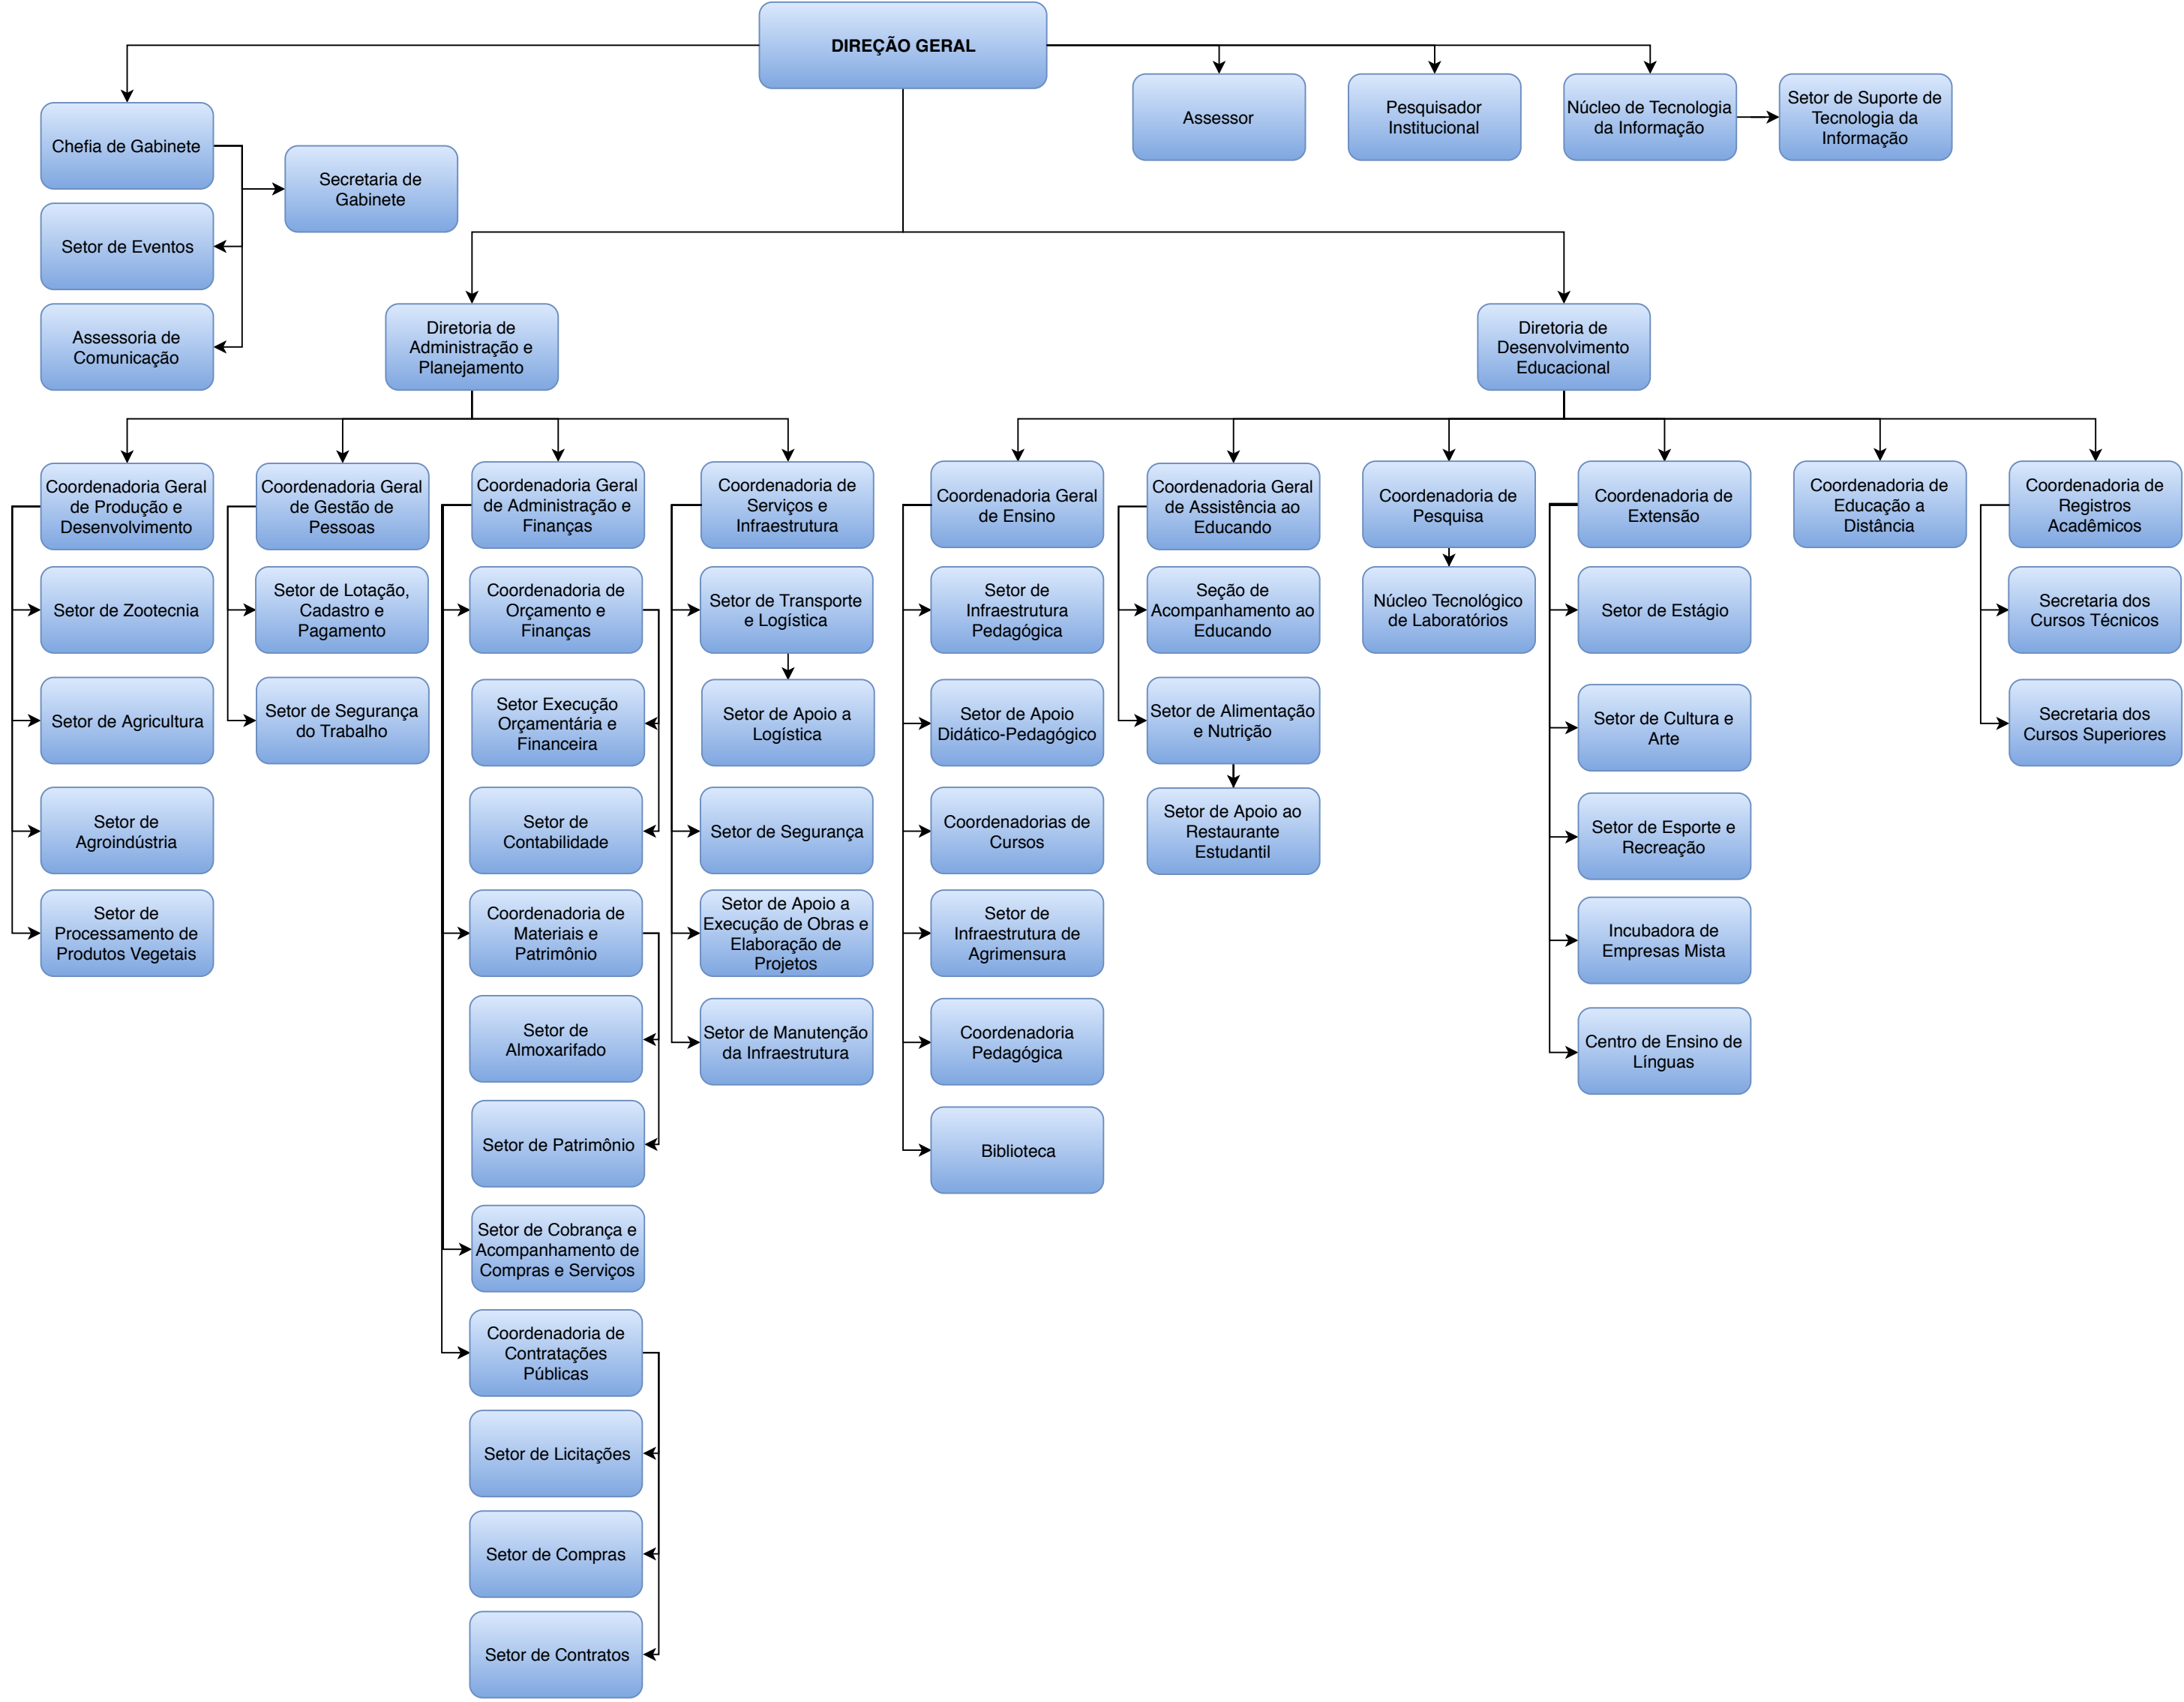 DIREÇÃO GERAL
Assessor
Pesquisador
Institucional
Núcleo de Tecnologia
da Informação
Setor de Suporte de
Tecnologia da
Informação
Chefia de Gabinete
Secretaria de
Gabinete
Setor de Eventos
Assessoria de
Comunicação
Diretoria de
Administração e
Planejamento
Diretoria de
Desenvolvimento
Educacional
Coordenadoria Geral
de Produção e
Desenvolvimento
Setor de Zootecnia
Setor de Agricultura
Setor de
Agroindústria
Setor de
Processamento de
Produtos Vegetais
Coordenadoria Geral
de Gestão de
Pessoas
Setor de Lotação,
Cadastro e
Pagamento
Setor de Segurança
do Trabalho
Coordenadoria Geral
de Administração e
Finanças
Coordenadoria de
Orçamento e
Finanças
Setor Execução
Orçamentária e
Financeira
Setor de
Contabilidade
Coordenadoria de
Materiais e
Patrimônio
Setor de
Almoxarifado
Setor de Patrimônio
Setor de Cobrança e
Acompanhamento de
Compras e Serviços
Coordenadoria de
Contratações
Públicas
Setor de Licitações
Setor de Compras
Setor de Contratos
Coordenadoria de
Serviços e
Infraestrutura
Setor de Transporte
e Logística
Setor de Apoio a
Logística
Setor de Segurança
Setor de Apoio a
Execução de Obras e
Elaboração de
Projetos
Setor de Manutenção
da Infraestrutura
Coordenadoria Geral
de Ensino
Setor de
Infraestrutura
Pedagógica
Setor de Apoio
Didático-Pedagógico
Coordenadorias de
Cursos
Setor de
Infraestrutura de
Agrimensura
Coordenadoria
Pedagógica
Biblioteca
Coordenadoria Geral
de Assistência ao
Educando
Seção de
Acompanhamento ao
Educando
Setor de Alimentação
e Nutrição
Setor de Apoio ao
Restaurante
Estudantil
Coordenadoria de
Pesquisa
Núcleo Tecnológico
de Laboratórios
Coordenadoria de
Extensão
Setor de Estágio
Setor de Cultura e
Arte
Setor de Esporte e
Recreação
Incubadora de
Empresas Mista
Centro de Ensino de
Línguas
Coordenadoria de
Educação a
Distância
Coordenadoria de
Registros
Acadêmicos
Secretaria dos
Cursos Técnicos
Secretaria dos
Cursos Superiores